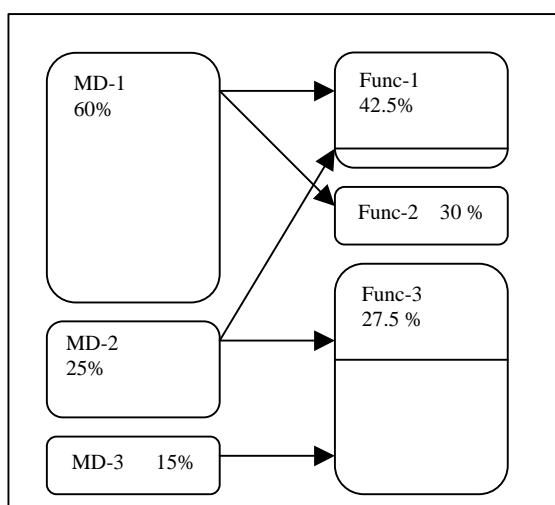 MD-1
60%
Func-1
42.5%
Func-2 30 %
Func-3
27.5 %
MD-2
25%
MD-3 15%